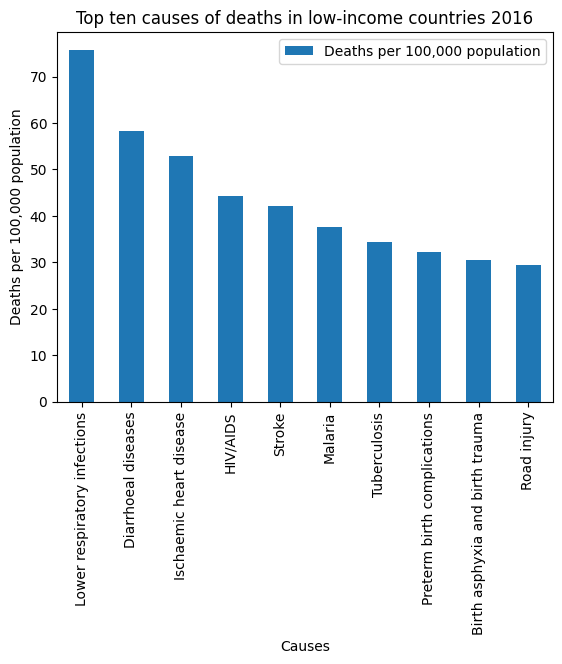 Top ten causes of deaths in low-income countries 2016
Deaths per 100,000 population
Deaths per 100,000 population
70
60
50
40
30
20
10
0
Lower respiratory infections
Diarrhoeal diseases
Ischaemic heart disease
HIV/AIDS
Stroke
Malaria
Tuberculosis
Preterm birth complications
Birth asphyxia and birth trauma
Road injury
Causes